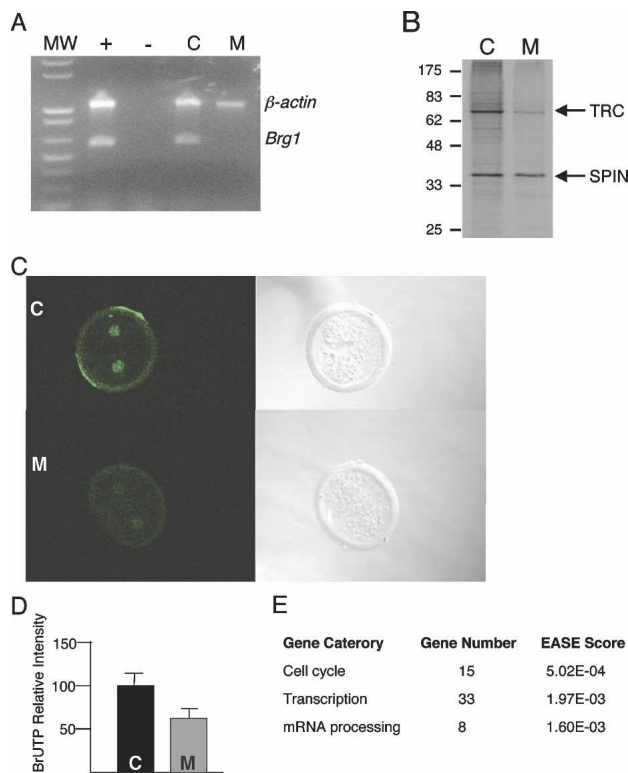 A
MW + - C M
β-actin
Brg1
B
C M
175
83
62
48
33
25
TRC
SPIN
C
C
M
D
BrUTP Relative Intensity
150
100
50
C M
E
Gene Caterory Gene Number EASE Score
Cell cycle 15 5.02E-04
Transcription 33 1.97E-03
mRNA processing 8 1.60E-03